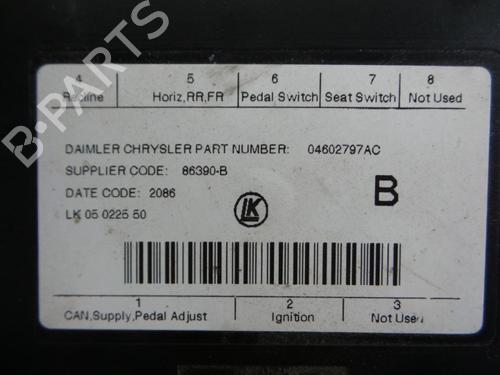 4 5 6 7 8
Recline Horiz,RR,FR Pedal Switch Seat Switch Not Used
DAIMLER CHRYSLER PART NUMBER: 04602797AC
SUPPLIER CODE: 86390-B
DATE CODE: 2086
LK 05 0225 50
LK
B
1 2 3
CAN,Supply,Pedal Adjust Ignition Not Used
B-PARTS